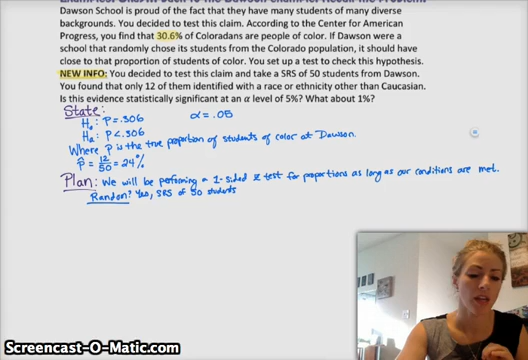 Dawson School is proud of the fact that they have many students of many diverse
backgrounds. You decided to test this claim. According to the Center for American
Progress, you find that 30.6% of Coloradans are people of color. If Dawson were a
school that randomly chose its students from the Colorado population, it should have
close to that proportion of students of color. You set up a test to check this hypothesis.
NEW INFO: You decided to test this claim and take a SRS of 50 students from Dawson.
You found that only 12 of them identified with a race or ethnicity other than Caucasian.
Is this evidence statistically significant at an α level of 5%? What about 1%?
State:
H₀: P = .306 α = .05
Hₐ: P < .306
Where P is the true proportion of students of color at Dawson.
p̂ = 12/50 = 24%
Plan: We will be performing a 1-sided z test for proportions as long as our conditions are met.
Random? Yes, SRS of 50 students
Screencast-O-Matic.com